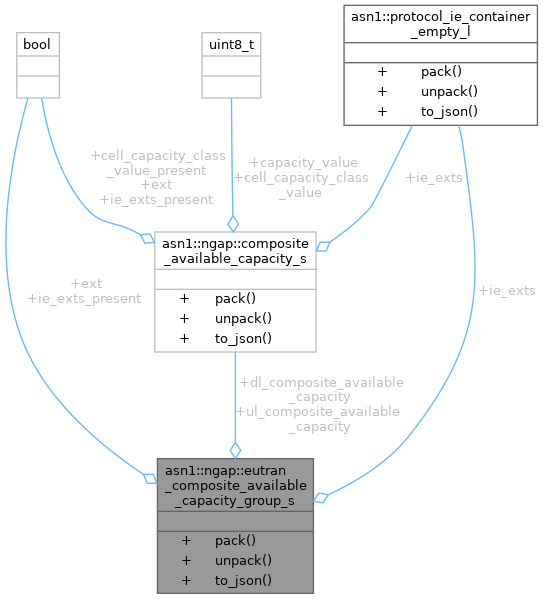 asn1::protocol_ie_container
_empty_l
+ pack()
+ unpack()
+ to_json()
bool
uint8_t
+cell_capacity_class
_value_present
+ext
+ie_exts_present
+capacity_value
+cell_capacity_class
_value
+ie_exts
asn1::ngap::composite
_available_capacity_s
+ pack()
+ unpack()
+ to_json()
+ext
+ie_exts_present
+ie_exts
+dl_composite_available
_capacity
+ul_composite_available
_capacity
asn1::ngap::eutran
_composite_available
_capacity_group_s
+ pack()
+ unpack()
+ to_json()